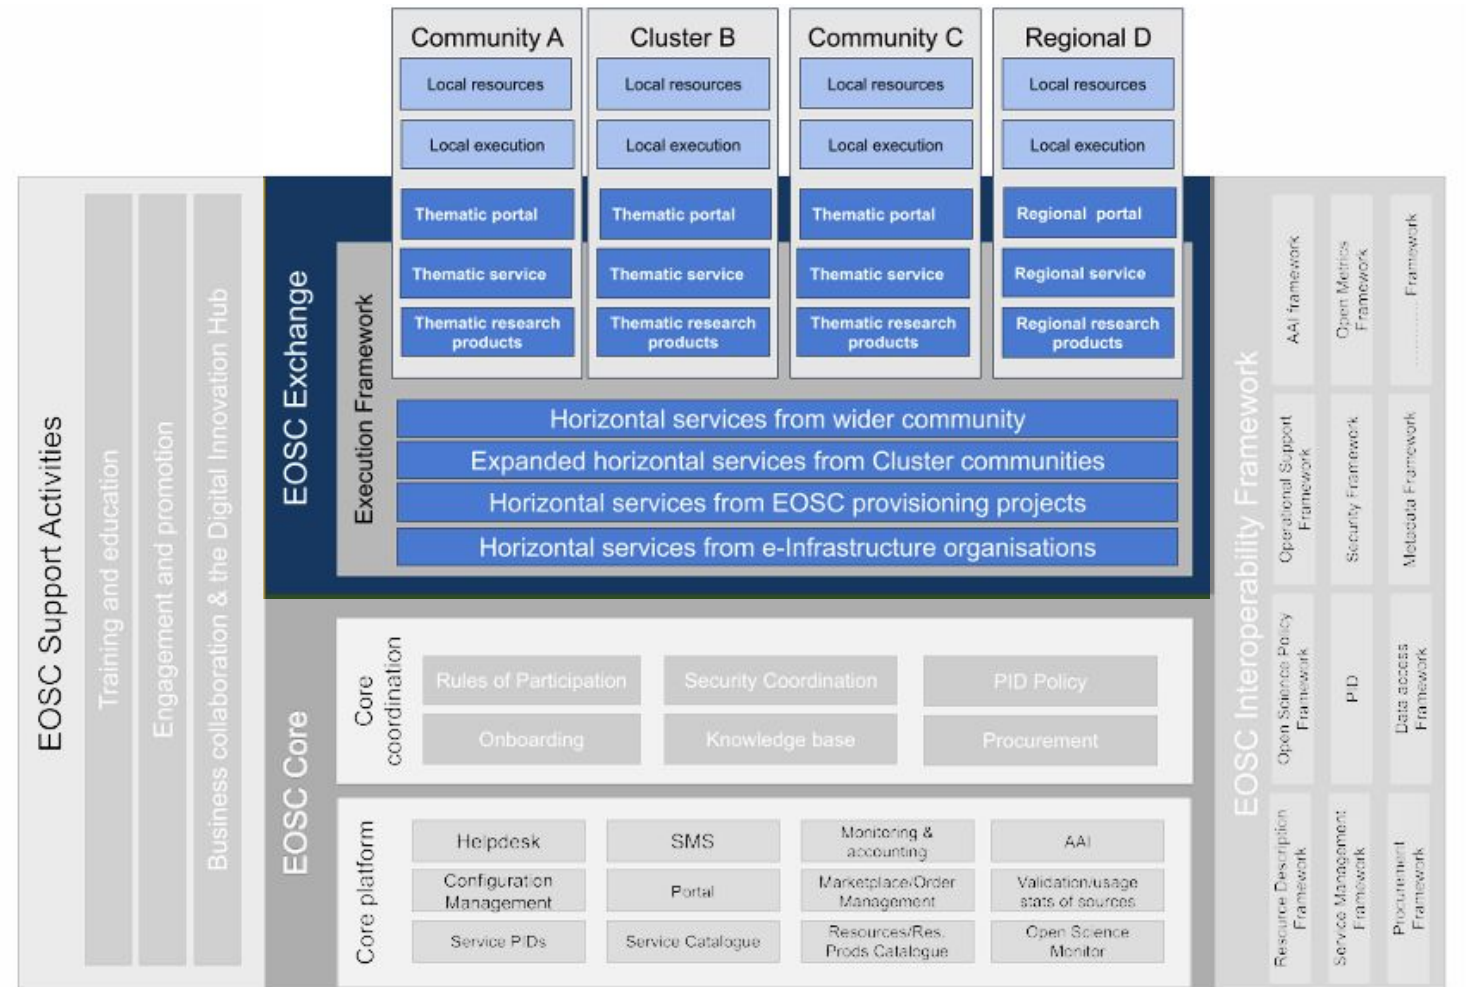 Community A
Cluster B
Community C
Regional D
Local resources
Local resources
Local resources
Local resources
Local execution
Local execution
Local execution
Local execution
Thematic portal
Thematic portal
Thematic portal
Regional portal
Thematic service
Thematic service
Thematic service
Regional service
Thematic research
products
Thematic research
products
Thematic research
products
Regional research
products
EOSC Exchange
Execution Framework
Horizontal services from wider community
Expanded horizontal services from Cluster communities
Horizontal services from EOSC provisioning projects
Horizontal services from e-Infrastructure organisations
EOSC Support Activities
Training and education
Engagement and promotion
Business collaboration & the Digital Innovation Hub
EOSC Core
Core
coordination
Rules of Participation
Security Coordination
PID Policy
Onboarding
Knowledge base
Procurement
Core platform
Helpdesk
SMS
Monitoring &
accounting
AAI
Configuration
Management
Portal
Marketplace/Order
Management
Validation/usage
stats of sources
Service PIDs
Service Catalogue
Resources/Res.
Prods Catalogue
Open Science
Monitor
EOSC Interoperability Framework
AAI framework
Open Metrics
Framework
............ Framework
Operational Support
Framework
Security Framework
Metadata Framework
Open Science Policy
Framework
PID
Data access
Framework
Resource Description
Framework
Service Management
Framework
Procurement
Framework